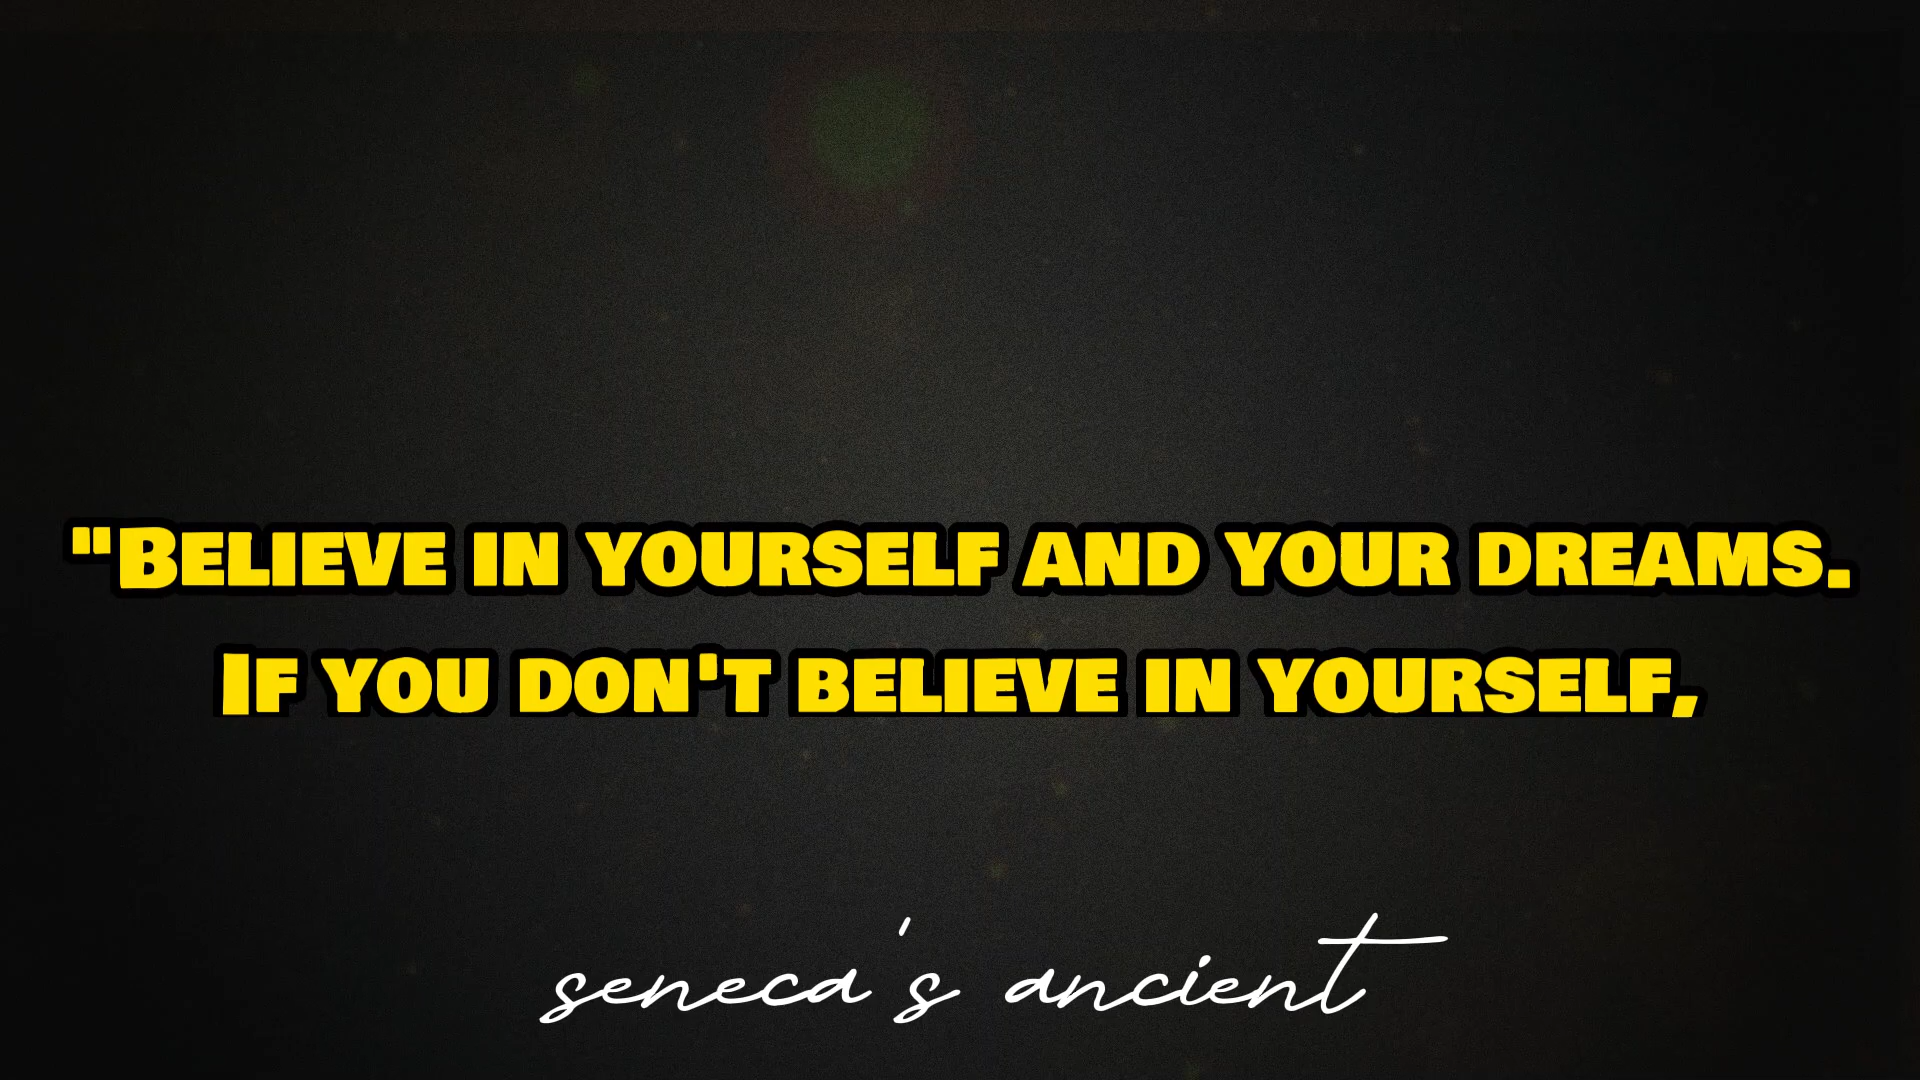 "Believe in yourself and your dreams.
If you don't believe in yourself,
seneca's ancient